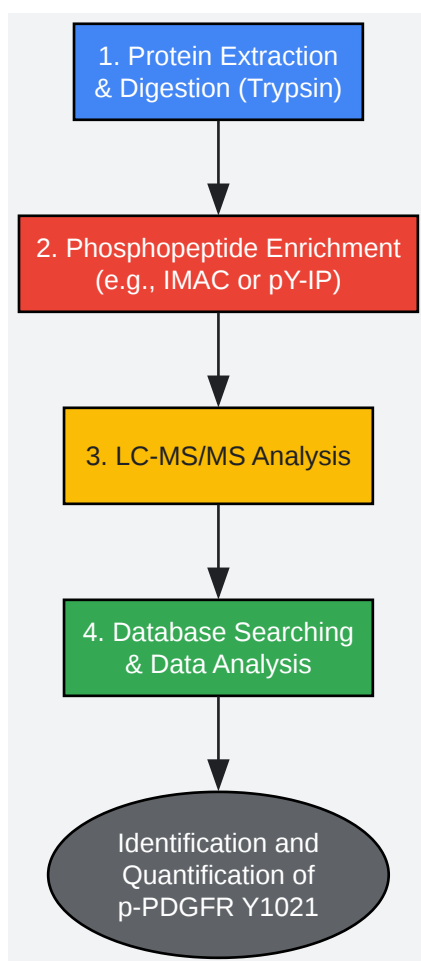 1. Protein Extraction
& Digestion (Trypsin)
2. Phosphopeptide Enrichment
(e.g., IMAC or pY-IP)
3. LC-MS/MS Analysis
4. Database Searching
& Data Analysis
Identification and
Quantification of
p-PDGFR Y1021